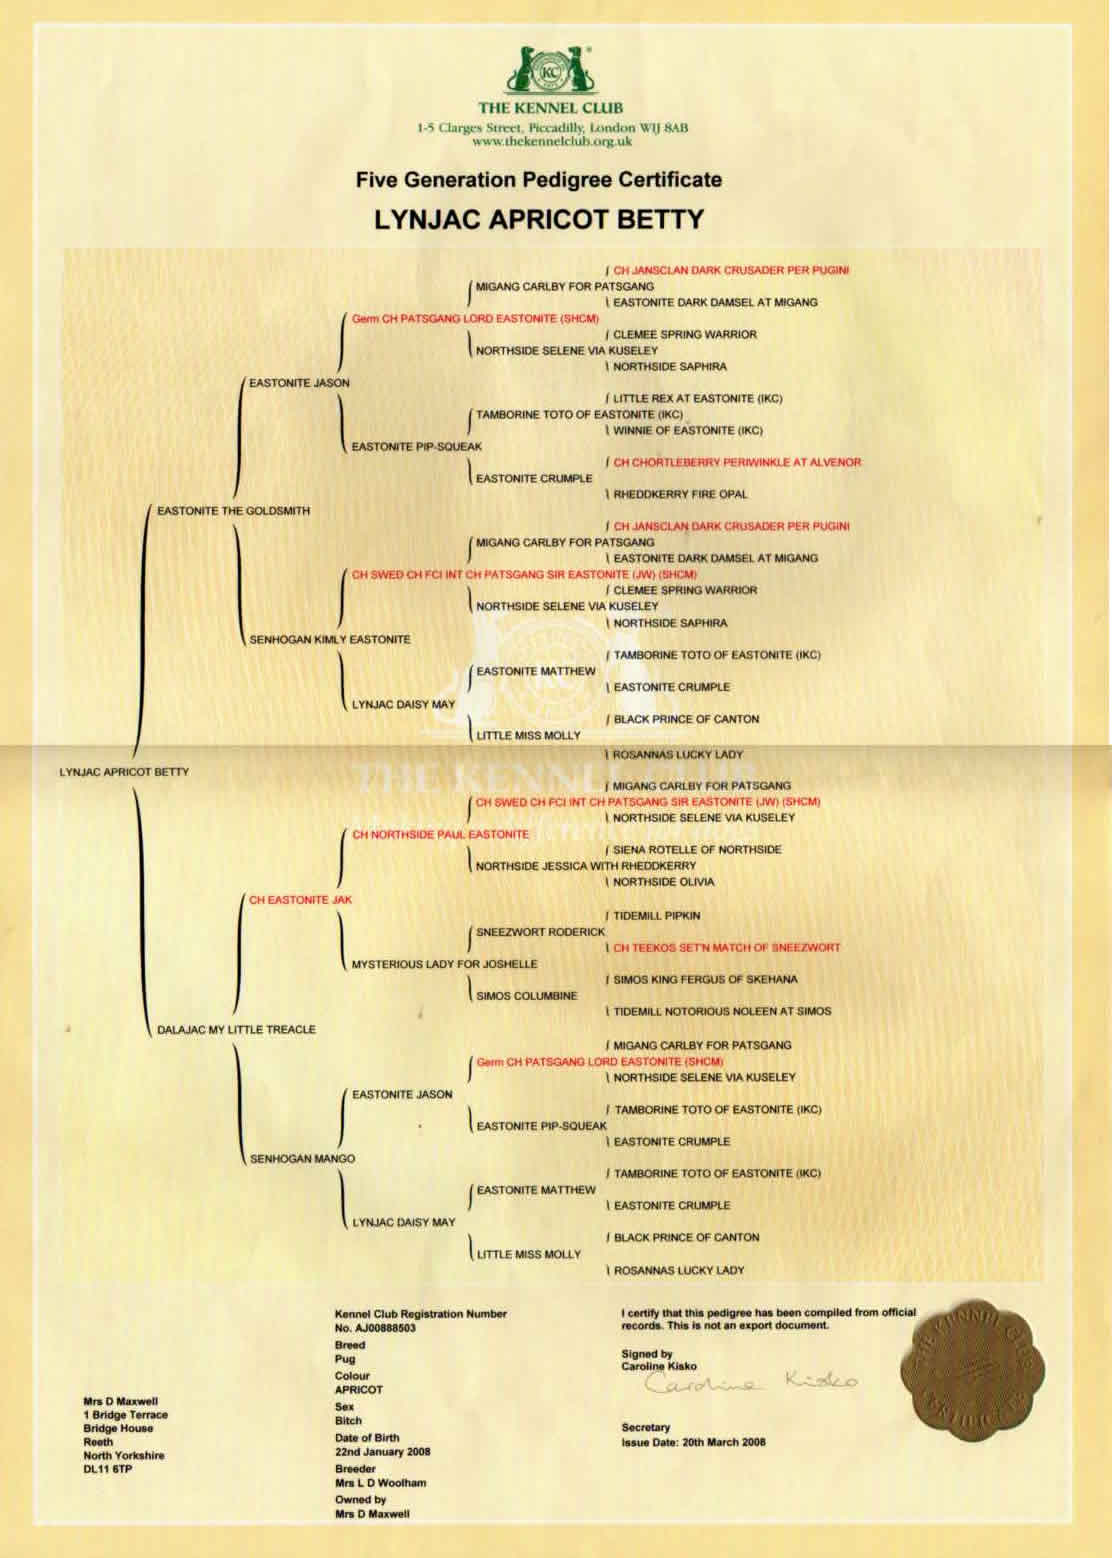 KC
THE KENNEL CLUB
1-5 Clarges Street, Piccadilly, London W1J 8AB
www.thekennelclub.org.uk
Five Generation Pedigree Certificate
LYNJAC APRICOT BETTY
CH JANSCLAN DARK CRUSADER PER PUGINI
MIGANG CARLBY FOR PATSGANG
EASTONITE DARK DAMSEL AT MIGANG
Germ CH PATSGANG LORD EASTONITE (SHCM)
CLEMEE SPRING WARRIOR
NORTHSIDE SELENE VIA KUSELEY
NORTHSIDE SAPHIRA
EASTONITE JASON
LITTLE REX AT EASTONITE (IKC)
TAMBORINE TOTO OF EASTONITE (IKC)
WINNIE OF EASTONITE (IKC)
EASTONITE PIP-SQUEAK
CH CHORTLEBERRY PERIWINKLE AT ALVENOR
EASTONITE CRUMPLE
RHEDDKERRY FIRE OPAL
EASTONITE THE GOLDSMITH
CH JANSCLAN DARK CRUSADER PER PUGINI
MIGANG CARLBY FOR PATSGANG
EASTONITE DARK DAMSEL AT MIGANG
CH SWED CH FCI INT CH PATSGANG SIR EASTONITE (JW) (SHCM)
CLEMEE SPRING WARRIOR
NORTHSIDE SELENE VIA KUSELEY
NORTHSIDE SAPHIRA
SENHOGAN KIMLY EASTONITE
TAMBORINE TOTO OF EASTONITE (IKC)
EASTONITE MATTHEW
EASTONITE CRUMPLE
LYNJAC DAISY MAY
BLACK PRINCE OF CANTON
LITTLE MISS MOLLY
ROSANNAS LUCKY LADY
LYNJAC APRICOT BETTY
THE KENNEL CLUB
MIGANG CARLBY FOR PATSGANG
CH SWED CH FCI INT CH PATSGANG SIR EASTONITE (JW) (SHCM)
NORTHSIDE SELENE VIA KUSELEY
CH NORTHSIDE PAUL EASTONITE
SIENA ROTELLE OF NORTHSIDE
NORTHSIDE JESSICA WITH RHEDDKERRY
NORTHSIDE OLIVIA
CH EASTONITE JAK
TIDEMILL PIPKIN
SNEEZWORT RODERICK
CH TEEKOS SET'N MATCH OF SNEEZWORT
MYSTERIOUS LADY FOR JOSHELLE
SIMOS KING FERGUS OF SKEHANA
SIMOS COLUMBINE
TIDEMILL NOTORIOUS NOLEEN AT SIMOS
DALAJAC MY LITTLE TREACLE
MIGANG CARLBY FOR PATSGANG
Germ CH PATSGANG LORD EASTONITE (SHCM)
NORTHSIDE SELENE VIA KUSELEY
EASTONITE JASON
TAMBORINE TOTO OF EASTONITE (IKC)
EASTONITE PIP-SQUEAK
EASTONITE CRUMPLE
SENHOGAN MANGO
TAMBORINE TOTO OF EASTONITE (IKC)
EASTONITE MATTHEW
EASTONITE CRUMPLE
LYNJAC DAISY MAY
BLACK PRINCE OF CANTON
LITTLE MISS MOLLY
ROSANNAS LUCKY LADY
Mrs D Maxwell
1 Bridge Terrace
Bridge House
Reeth
North Yorkshire
DL11 6TP
Kennel Club Registration Number
No. AJ00888503
Breed
Pug
Colour
APRICOT
Sex
Bitch
Date of Birth
22nd January 2008
Breeder
Mrs L D Woolham
Owned by
Mrs D Maxwell
I certify that this pedigree has been compiled from official
records. This is not an export document.
Signed by
Caroline Kisko
Caroline Kisko
Secretary
Issue Date: 20th March 2008
THE KENNEL CLUB
CERTIFICATE